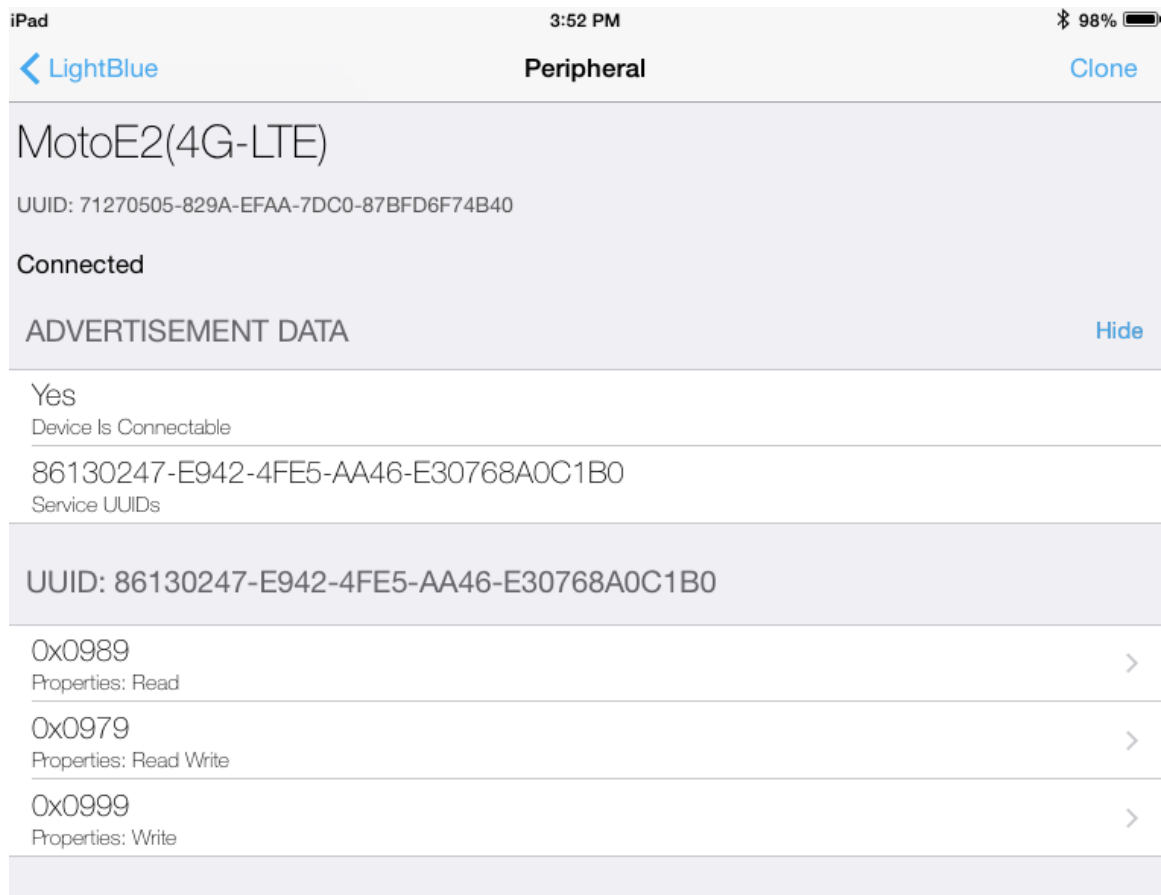 iPad 3:52 PM 98%
LightBlue Peripheral Clone
MotoE2(4G-LTE)
UUID: 71270505-829A-EFAA-7DC0-87BFD6F74B40
Connected
ADVERTISEMENT DATA Hide
Yes
Device Is Connectable
86130247-E942-4FE5-AA46-E30768A0C1B0
Service UUIDs
UUID: 86130247-E942-4FE5-AA46-E30768A0C1B0
0x0989
Properties: Read
0x0979
Properties: Read Write
0x0999
Properties: Write